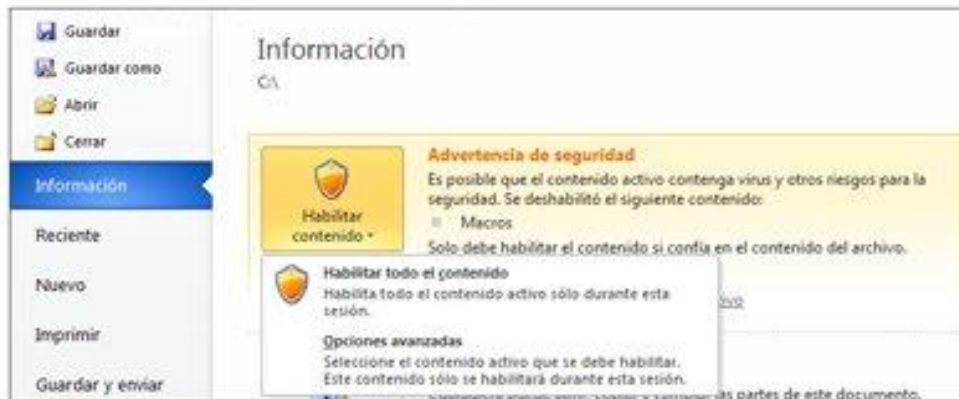 Guardar
Guardar como
Abrir
Cerrar
Información
Reciente
Nuevo
Imprimir
Guardar y enviar
Información
C:\
Habilitar
contenido
Advertencia de seguridad
Es posible que el contenido activo contenga virus y otros riesgos para la
seguridad. Se deshabilitó el siguiente contenido:
Macros
Solo debe habilitar el contenido si confía en el contenido del archivo.
Habilitar todo el contenido
Habilita todo el contenido activo sólo durante esta
sesión.
Opciones avanzadas
Seleccione el contenido activo que se debe habilitar.
Este contenido sólo se habilitará durante esta sesión.
partes de este documento.